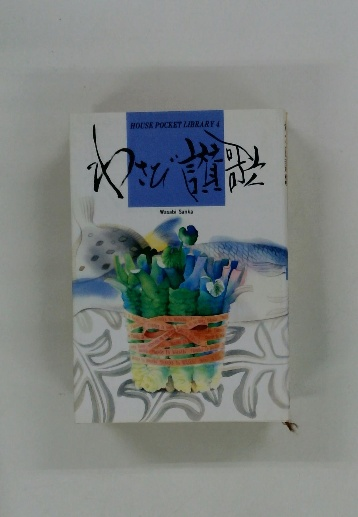 HOUSE POCKET LIBRARY 4
わさび讃歌
Wasabi Sanka